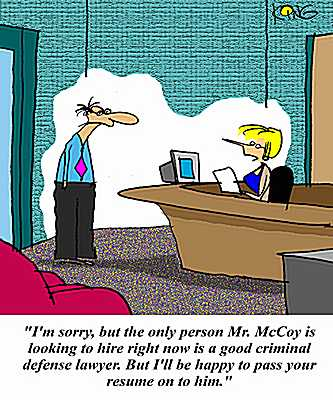 KONG
"I'm sorry, but the only person Mr. McCoy is
looking to hire right now is a good criminal
defense lawyer. But I'll be happy to pass your
resume on to him."